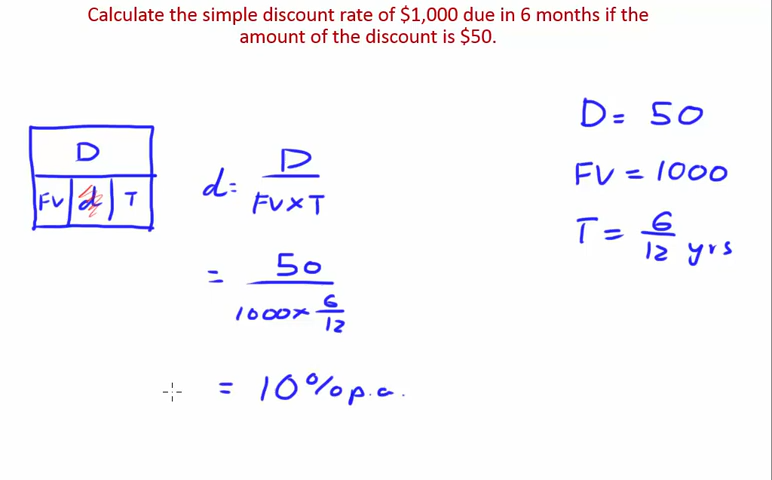 Calculate the simple discount rate of $1,000 due in 6 months if the
amount of the discount is $50.
D
FV d T
d = D / FV × T
= 50 / 1000 × 6/12
= 10% p.a.
D = 50
FV = 1000
T = 6/12 yrs